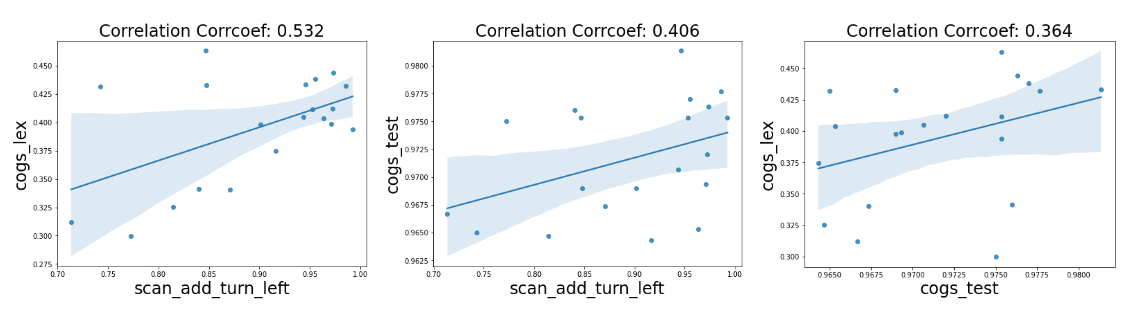 Correlation Corrcoef: 0.532
cogs_lex
0.450
0.425
0.400
0.375
0.350
0.325
0.300
0.275
0.70 0.75 0.80 0.85 0.90 0.95 1.00
scan_add_turn_left
Correlation Corrcoef: 0.406
cogs_test
0.9800
0.9775
0.9750
0.9725
0.9700
0.9675
0.9650
0.9625
0.70 0.75 0.80 0.85 0.90 0.95 1.00
scan_add_turn_left
Correlation Corrcoef: 0.364
cogs_lex
0.450
0.425
0.400
0.375
0.350
0.325
0.300
0.9650 0.9675 0.9700 0.9725 0.9750 0.9775 0.9800
cogs_test